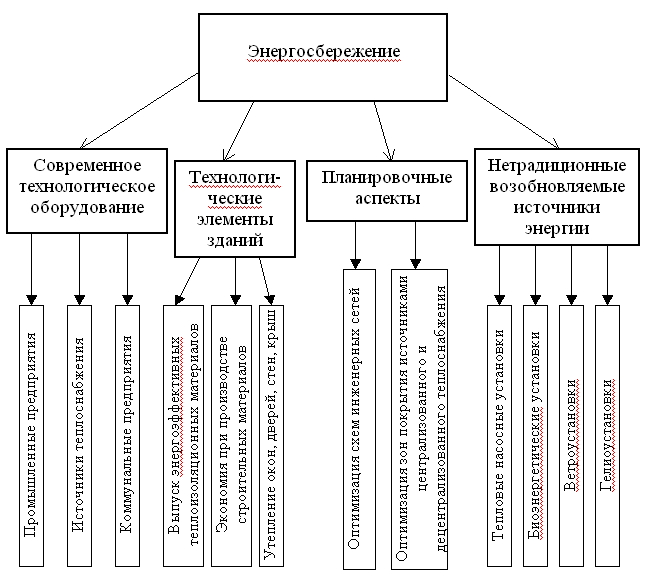 Энергосбережение
Современное
технологическое
оборудование
Технологи-
ческие
элементы
зданий
Планировочные
аспекты
Нетрадиционные
возобновляемые
источники
энергии
Промышленные предприятия
Источники теплоснабжения
Коммунальные предприятия
Выпуск энергоэффективных
теплоизоляционных материалов
Экономия при производстве
строительных материалов
Утепление окон, дверей, стен, крыш
Оптимизация схем инженерных сетей
Оптимизация зон покрытия источниками
централизованного и
децентрализованного теплоснабжения
Тепловые насосные установки
Биоэнергетические установки
Ветроустановки
Гелиоустановки